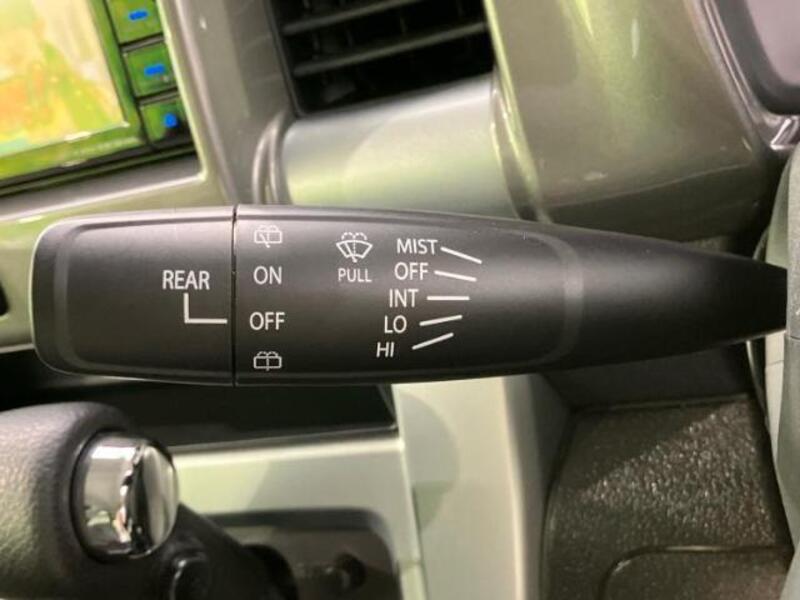 REAR
ON
OFF
PULL
MIST
OFF
INT
LO
HI